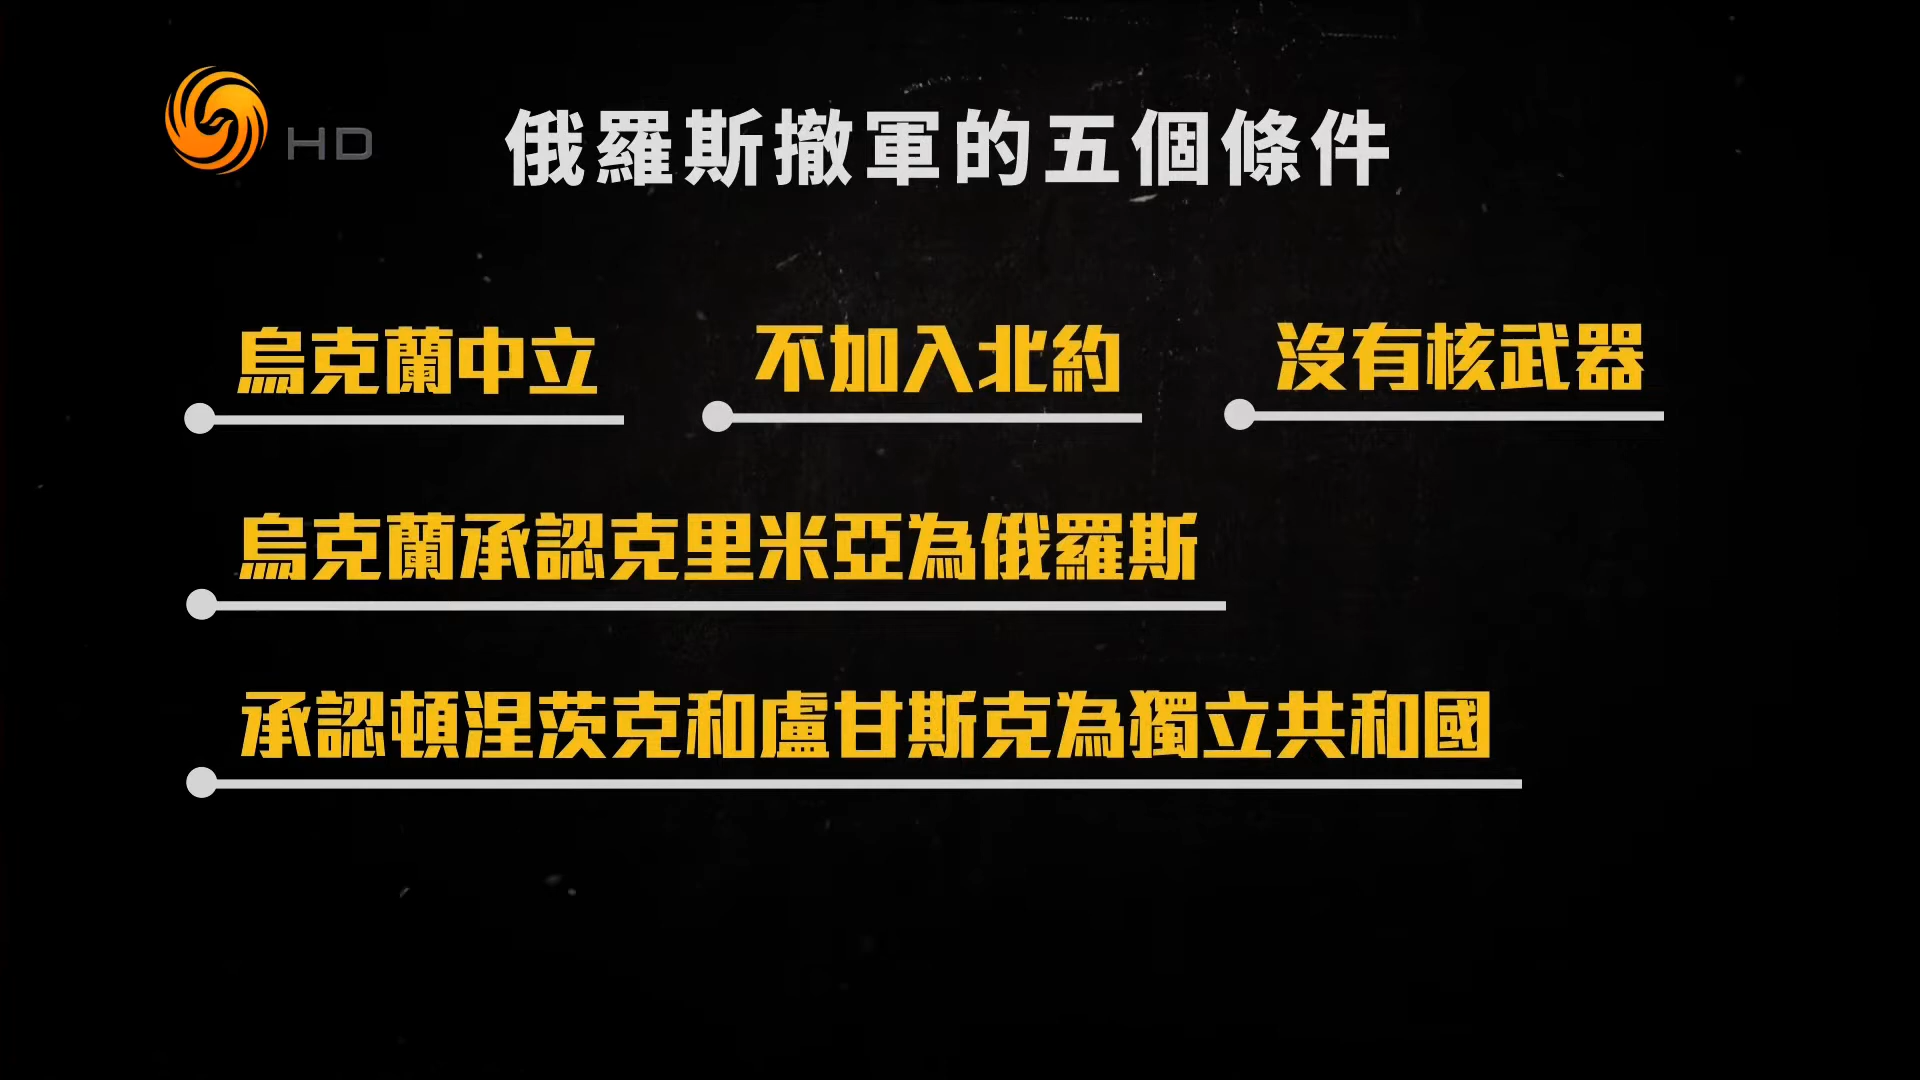 HD
俄羅斯撤軍的五個條件
烏克蘭中立
不加入北約
沒有核武器
烏克蘭承認克里米亞為俄羅斯
承認頓涅茨克和盧甘斯克為獨立共和國